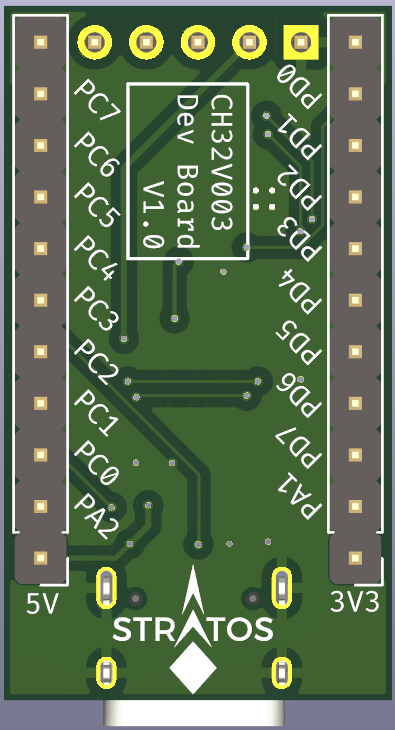 CH32V003
Dev Board
V1.0
PC7
PC6
PC5
PC4
PC3
PC2
PC1
PC0
PA2
5V
PD0
PD1
PD2
PD3
PD4
PD5
PD6
PD7
PA1
3V3
STRATOS